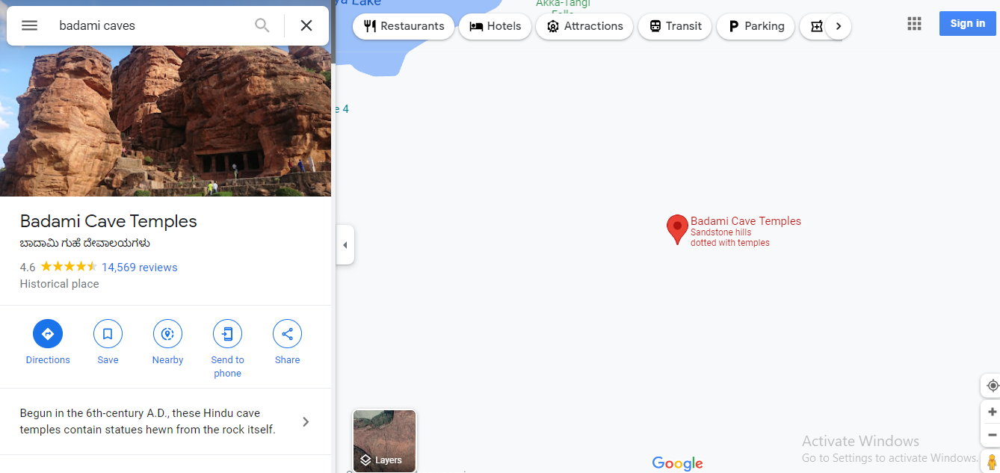 badami caves
Badami Cave Temples
ಬಾದಾಮಿ ಗುಹೆ ದೇವಾಲಯಗಳು
4.6
14,569 reviews
Historical place
Directions
Save
Nearby
Send to
phone
Share
Begun in the 6th-century A.D., these Hindu cave
temples contain statues hewn from the rock itself.
Lake
Akka-Tangi
Restaurants
Hotels
Attractions
Transit
Parking
Sign in
4
Badami Cave Temples
Sandstone hills
dotted with temples
Layers
Google
Activate Windows
Go to Settings to activate Windows.